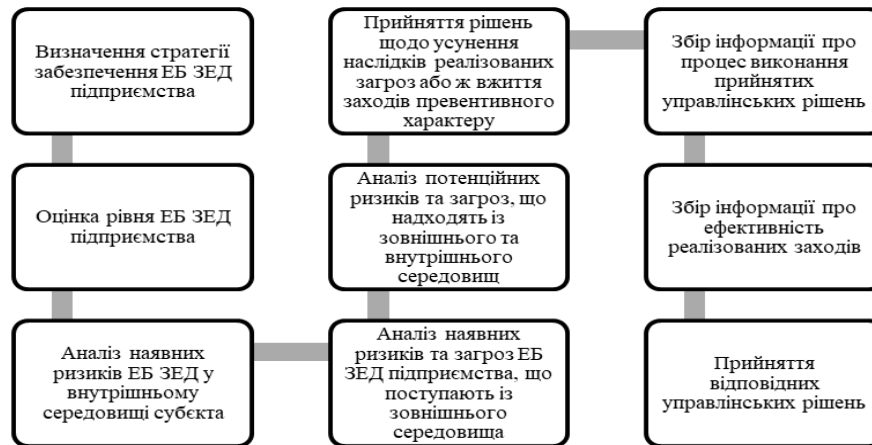 Визначення стратегії
забезпечення ЕБ ЗЕД
підприємства
Оцінка рівня ЕБ ЗЕД
підприємства
Аналіз наявних
ризиків ЕБ ЗЕД у
внутрішньому
середовищі субєкта
Аналіз наявних ризиків
та загроз ЕБ
ЗЕД підприємства, що
поступають із
зовнішнього
середовища
Аналіз потенційних
ризиків та загроз, що
надходять із
зовнішнього та
внутрішнього
середовищ
Прийняття рішень
щодо усунення
наслідків реалізованих
загроз або ж вжиття
заходів превентивного
характеру
Збір інформації про
процес виконання
прийнятих
управлінських рішень
Збір інформації про
ефективність
реалізованих заходів
Прийняття
відповідних
управлінських рішень